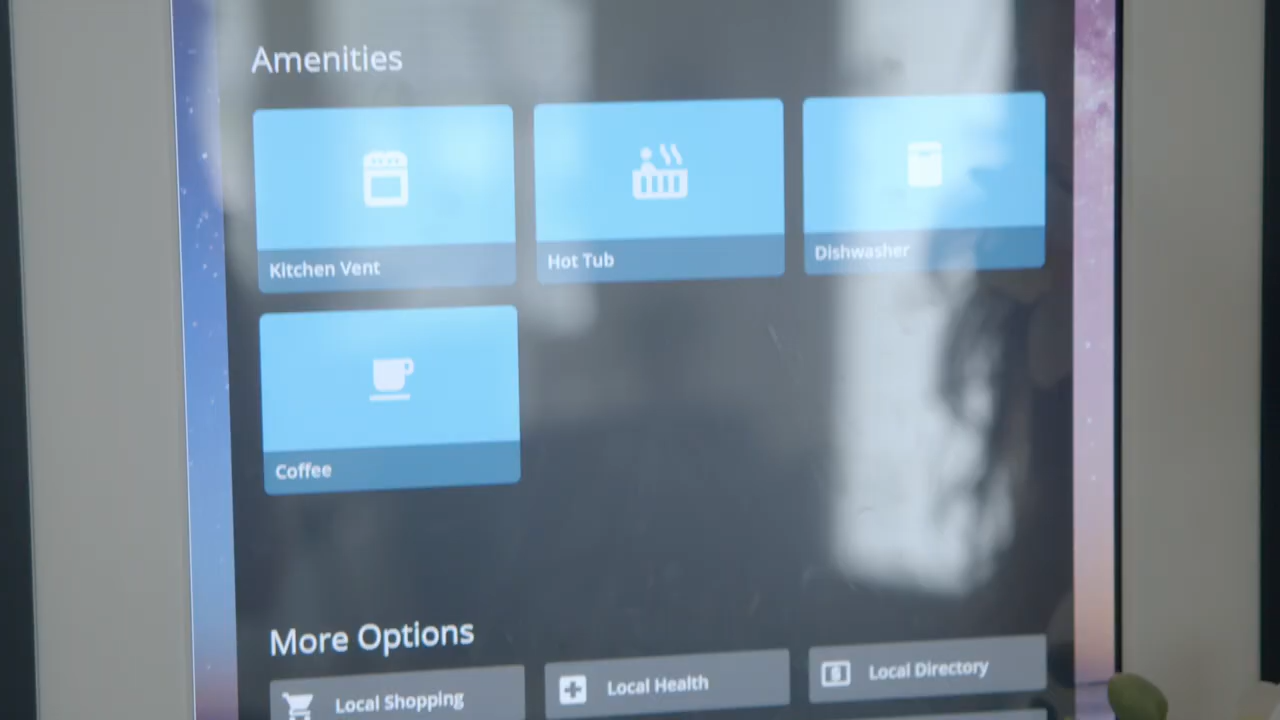 Amenities
Kitchen Vent
Hot Tub
Dishwasher
Coffee
More Options
Local Shopping
Local Health
Local Directory